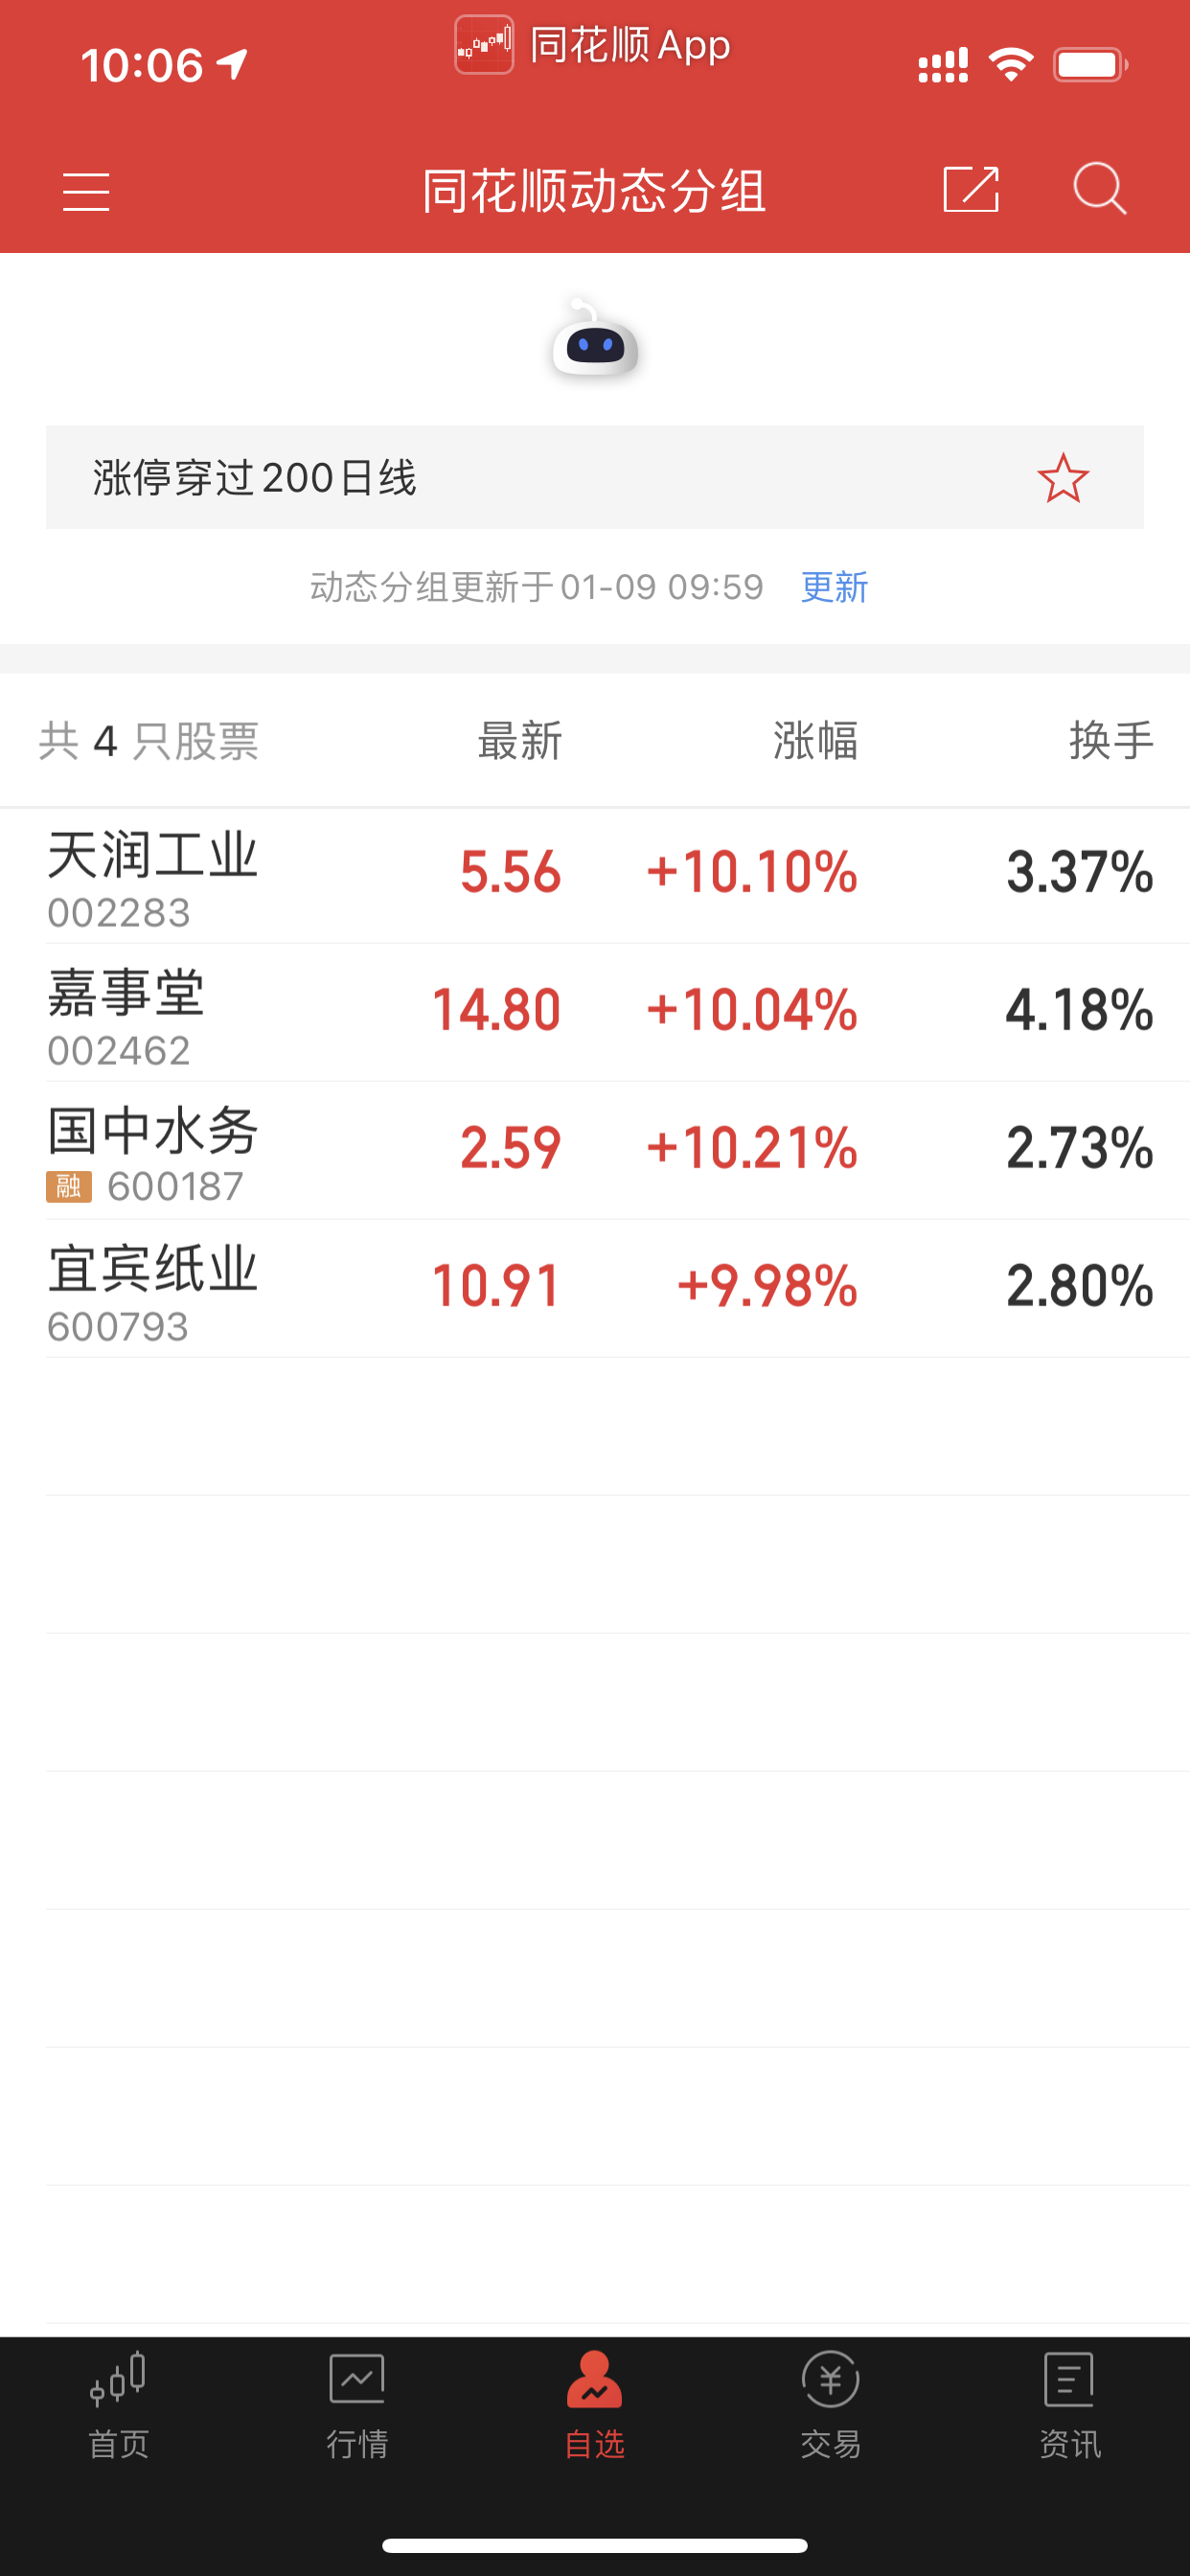 10:06
同花顺App
同花顺动态分组
涨停穿过200日线
动态分组更新于01-09 09:59 更新
共 4 只股票 最新 涨幅 换手
天润工业 5.56 +10.10% 3.37%
002283
嘉事堂 14.80 +10.04% 4.18%
002462
国中水务 2.59 +10.21% 2.73%
融 600187
宜宾纸业 10.91 +9.98% 2.80%
600793
首页 行情 自选 交易 资讯